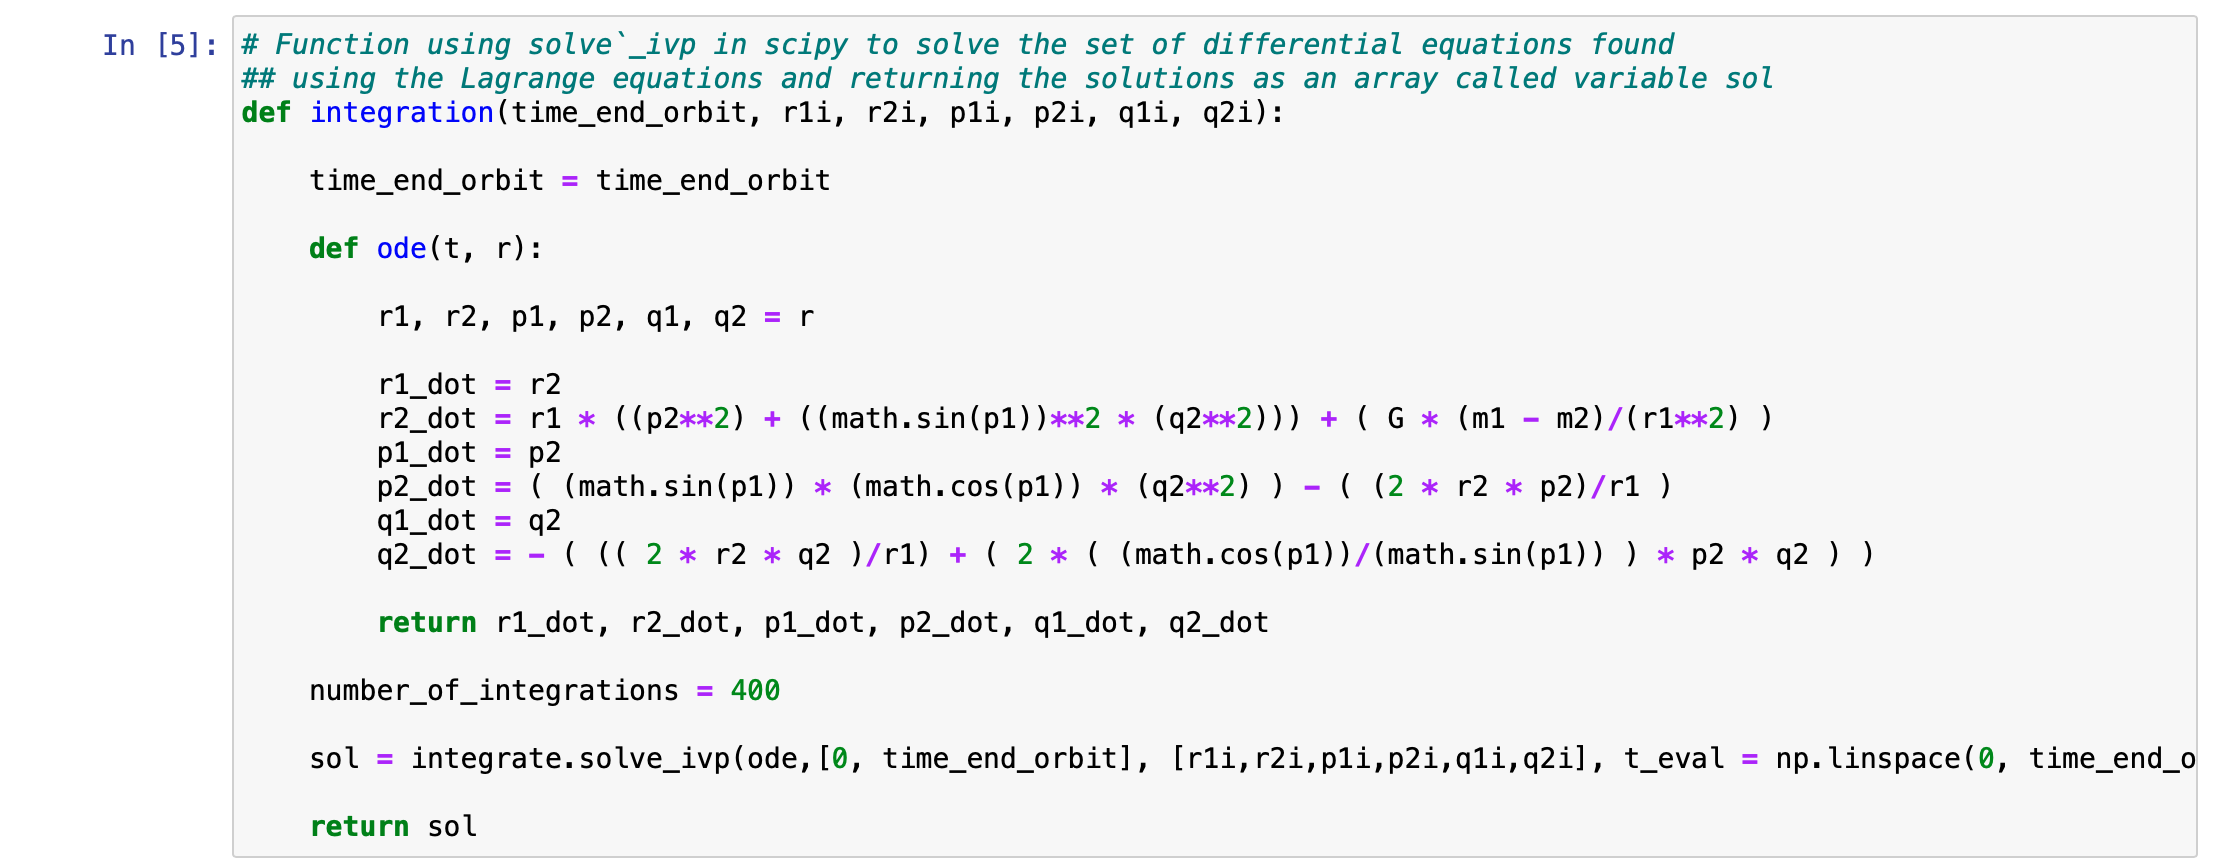 In [5]: # Function using solve`_ivp in scipy to solve the set of differential equations found
## using the Lagrange equations and returning the solutions as an array called variable sol
def integration(time_end_orbit, r1i, r2i, p1i, p2i, q1i, q2i):
time_end_orbit = time_end_orbit
def ode(t, r):
r1, r2, p1, p2, q1, q2 = r
r1_dot = r2
r2_dot = r1 * ((p2**2) + ((math.sin(p1))**2 * (q2**2))) + ( G * (m1 - m2)/(r1**2) )
p1_dot = p2
p2_dot = ( (math.sin(p1)) * (math.cos(p1)) * (q2**2) ) - ( (2 * r2 * p2)/r1 )
q1_dot = q2
q2_dot = - ( (( 2 * r2 * q2 )/r1) + ( 2 * ( (math.cos(p1))/(math.sin(p1)) ) * p2 * q2 ) )
return r1_dot, r2_dot, p1_dot, p2_dot, q1_dot, q2_dot
number_of_integrations = 400
sol = integrate.solve_ivp(ode,[0, time_end_orbit], [r1i,r2i,p1i,p2i,q1i,q2i], t_eval = np.linspace(0, time_end_o
return sol